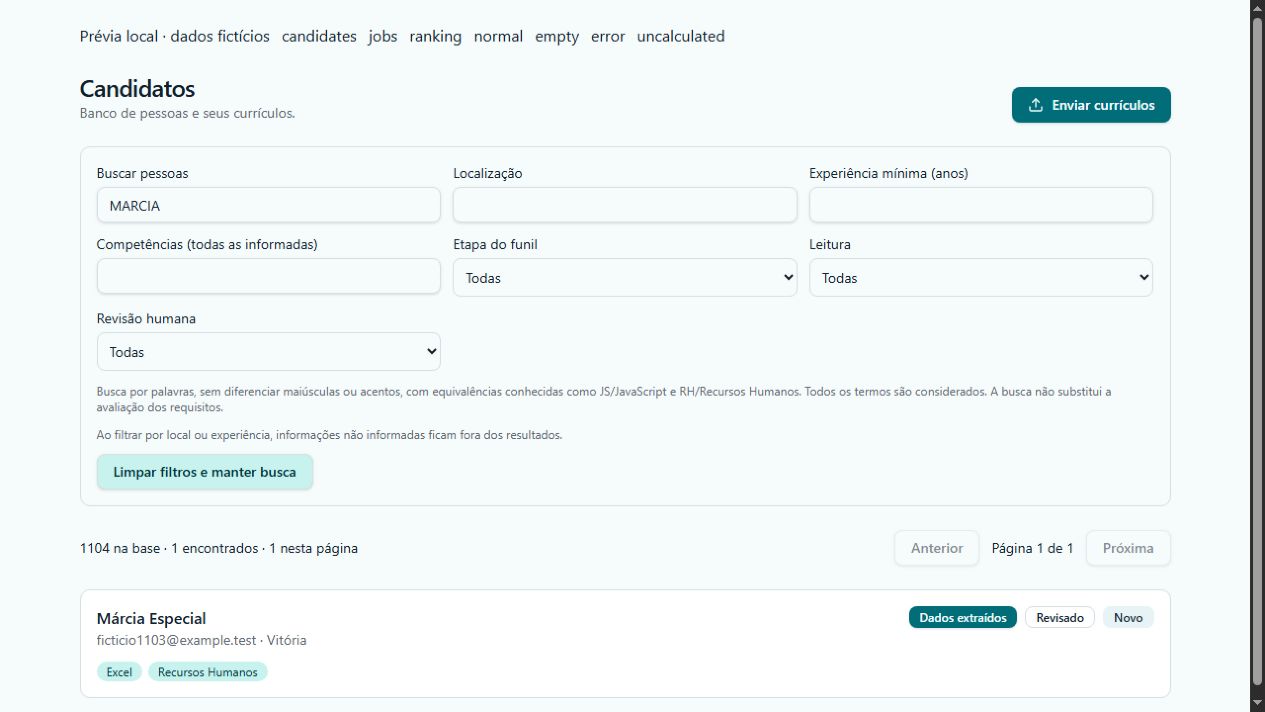 Prévia local · dados fictícios candidates jobs ranking normal empty error uncalculated
Candidatos
Banco de pessoas e seus currículos.
Enviar currículos
Buscar pessoas
Localização
Experiência mínima (anos)
MARCIA
Competências (todas as informadas)
Etapa do funil
Leitura
Todas
Todas
Revisão humana
Todas
Busca por palavras, sem diferenciar maiúsculas ou acentos, com equivalências conhecidas como JS/JavaScript e RH/Recursos Humanos. Todos os termos são considerados. A busca não substitui a
avaliação dos requisitos.
Ao filtrar por local ou experiência, informações não informadas ficam fora dos resultados.
Limpar filtros e manter busca
1104 na base · 1 encontrados · 1 nesta página
Anterior
Página 1 de 1
Próxima
Márcia Especial
Dados extraídos
Revisado
Novo
ficticio1103@example.test · Vitória
Excel
Recursos Humanos